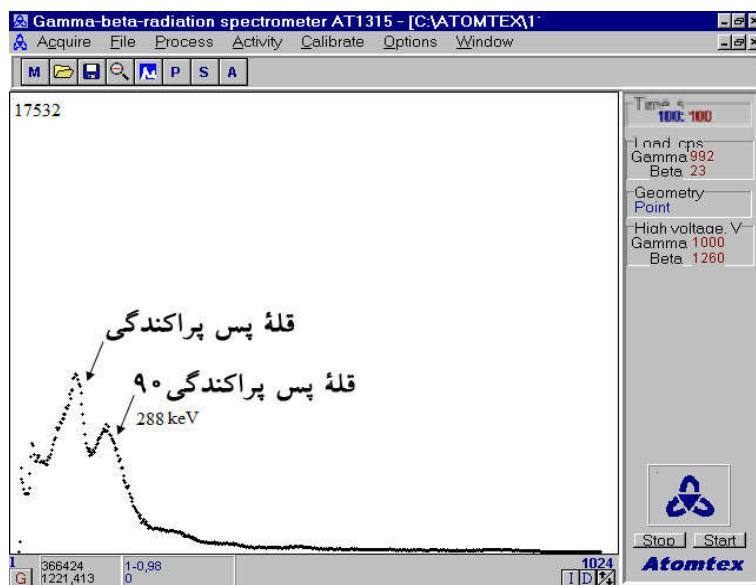 Gamma-beta-radiation spectrometer AT1315 - [C:\ATOMTEX\1'
Acquire File Process Activity Calibrate Options Window
M P S A
17532
Time, s
100: 100
Load, cps
Gamma 992
Beta 23
Geometry
Point
High voltage, V
Gamma 1000
Beta 1260
قلهٔ پس پراکندگی
قلهٔ پس پراکندگی ۹۰
288 keV
Stop Start
Atomtex
1 1024
G 366424 1-0,98
1221,413 0
I D